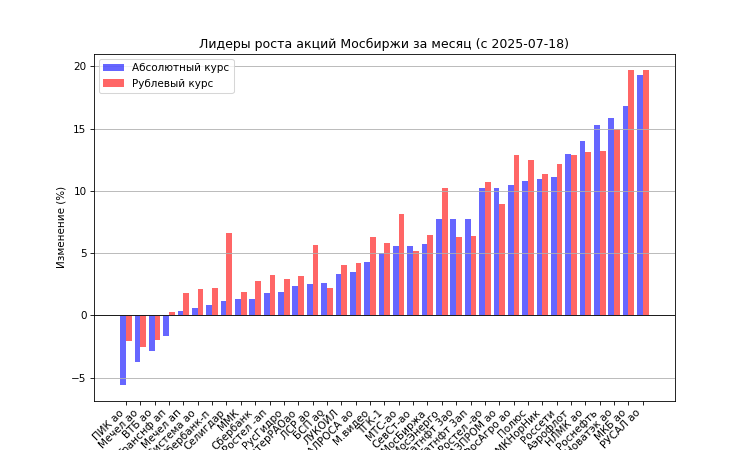 Лидеры роста акций Мосбиржи за месяц (с 2025-07-18)
Абсолютный курс
Рублевый курс
Изменение (%)
20
15
10
5
0
−5
ПИК ао
Мечел ао
ВТБ ао
Мечел ап
Система ао
Сбербанк-п
Селигдар
ММК
Сбербанк
Ростел -ап
РусГидро
ЛСР ао
БСП ао
ЛУКОЙЛ
АЛРОСА ао
М.видео
ТГК-1
МТС-ао
СевСт-ао
МосБиржа
Ростел -ао
Полюс
Россети
Аэрофлот
НЛМК ао
Роснефть
МКБ ао
РУСАЛ ао